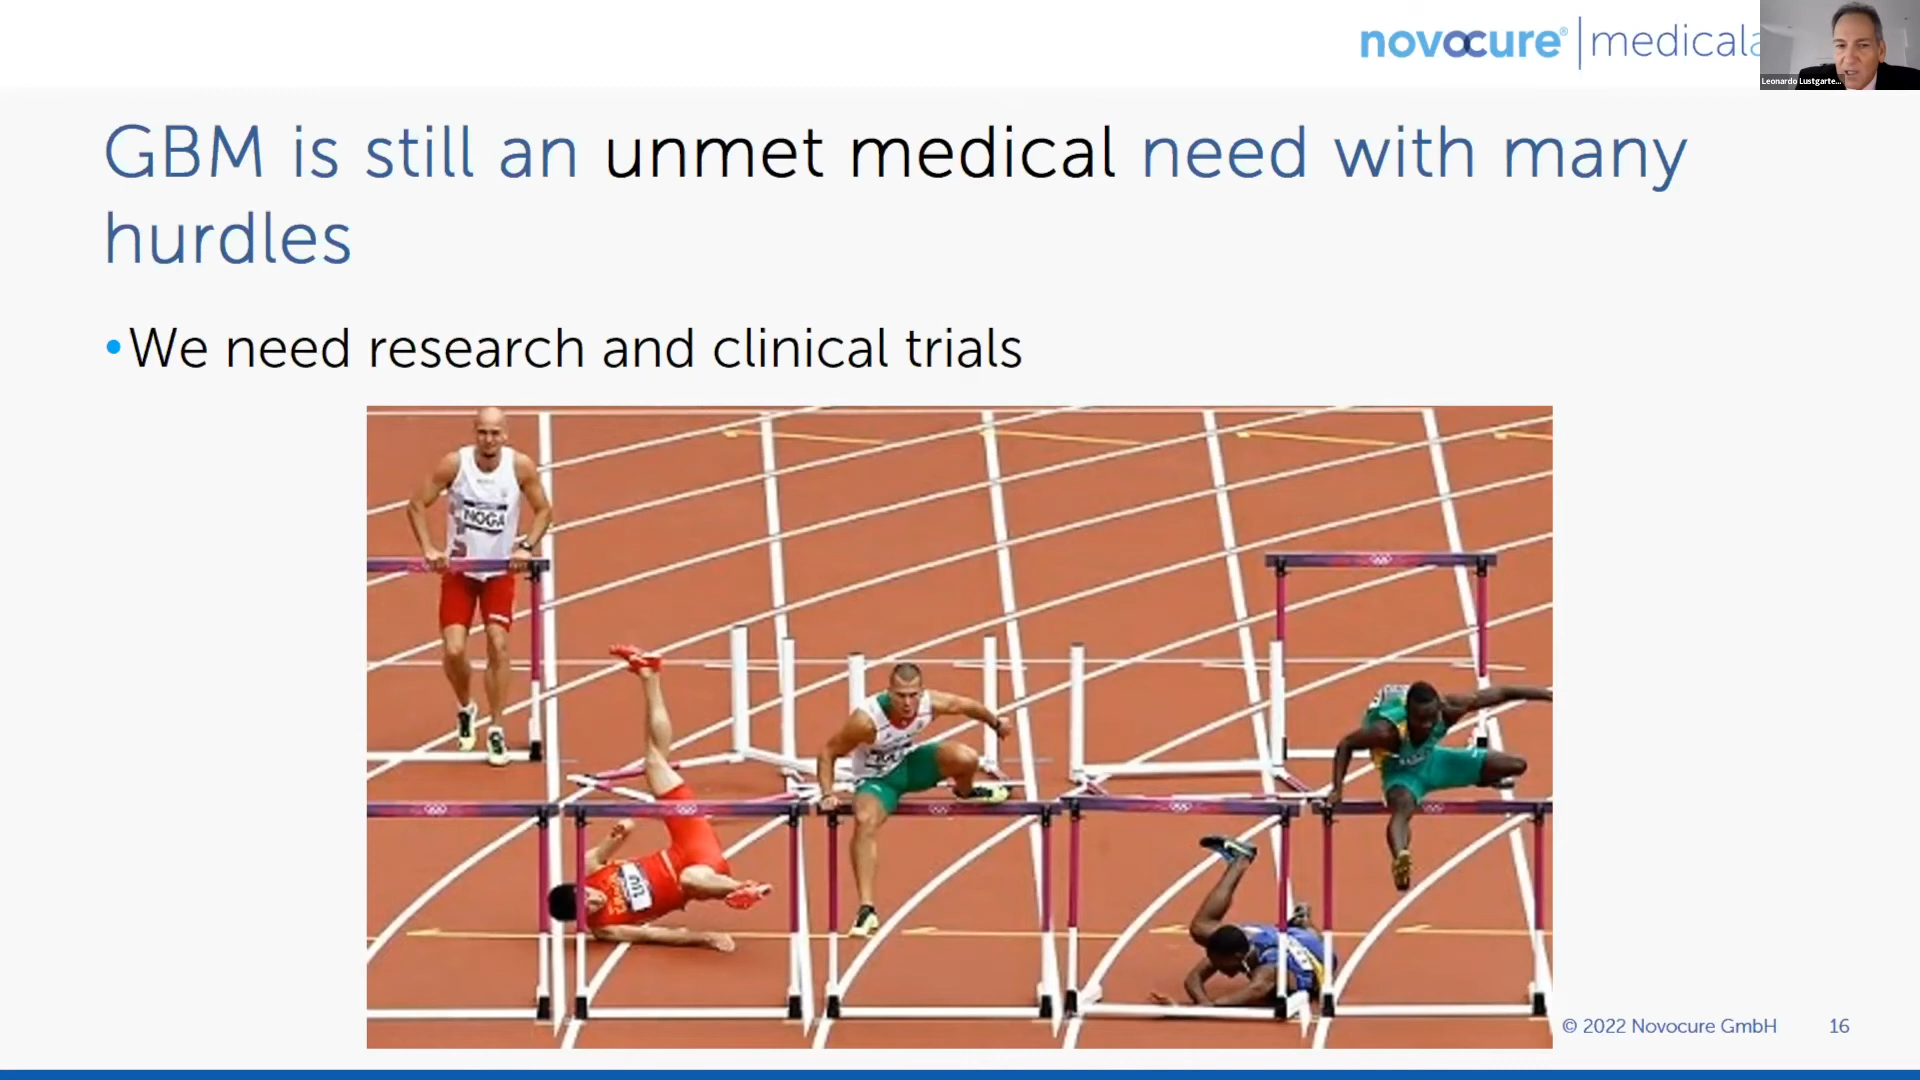 novocure® | medical
Leonardo Lustgarte...
GBM is still an unmet medical need with many
hurdles
•We need research and clinical trials
NOGA
LIU
© 2022 Novocure GmbH 16